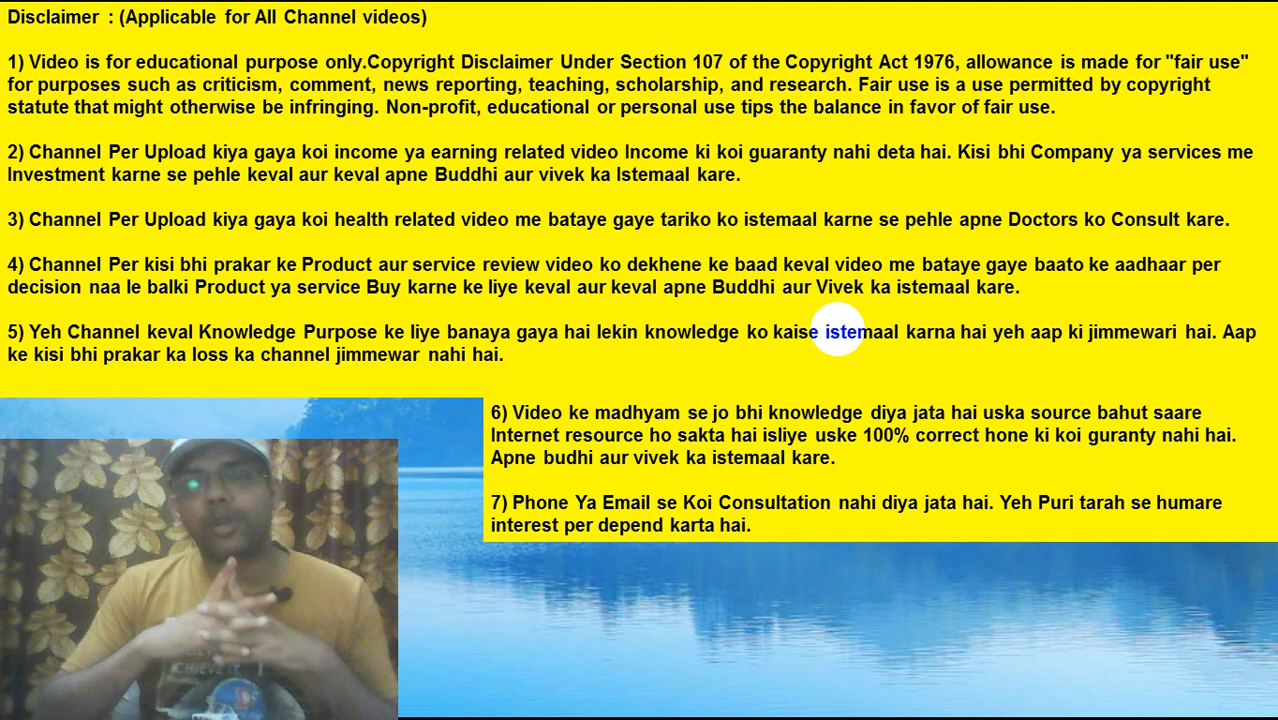 Disclaimer : (Applicable for All Channel videos)
1) Video is for educational purpose only.Copyright Disclaimer Under Section 107 of the Copyright Act 1976, allowance is made for "fair use"
for purposes such as criticism, comment, news reporting, teaching, scholarship, and research. Fair use is a use permitted by copyright
statute that might otherwise be infringing. Non-profit, educational or personal use tips the balance in favor of fair use.
2) Channel Per Upload kiya gaya koi income ya earning related video Income ki koi guaranty nahi deta hai. Kisi bhi Company ya services me
Investment karne se pehle keval aur keval apne Buddhi aur vivek ka Istemaal kare.
3) Channel Per Upload kiya gaya koi health related video me bataye gaye tariko ko istemaal karne se pehle apne Doctors ko Consult kare.
4) Channel Per kisi bhi prakar ke Product aur service review video ko dekhene ke baad keval video me bataye gaye baato ke aadhaar per
decision naa le balki Product ya service Buy karne ke liye keval aur keval apne Buddhi aur Vivek ka istemaal kare.
5) Yeh Channel keval Knowledge Purpose ke liye banaya gaya hai lekin knowledge ko kaise istemaal karna hai yeh aap ki jimmewari hai. Aap
ke kisi bhi prakar ka loss ka channel jimmewar nahi hai.
6) Video ke madhyam se jo bhi knowledge diya jata hai uska source bahut saare
Internet resource ho sakta hai isliye uske 100% correct hone ki koi guranty nahi hai.
Apne budhi aur vivek ka istemaal kare.
7) Phone Ya Email se Koi Consultation nahi diya jata hai. Yeh Puri tarah se humare
interest per depend karta hai.
ACHIEVE IT